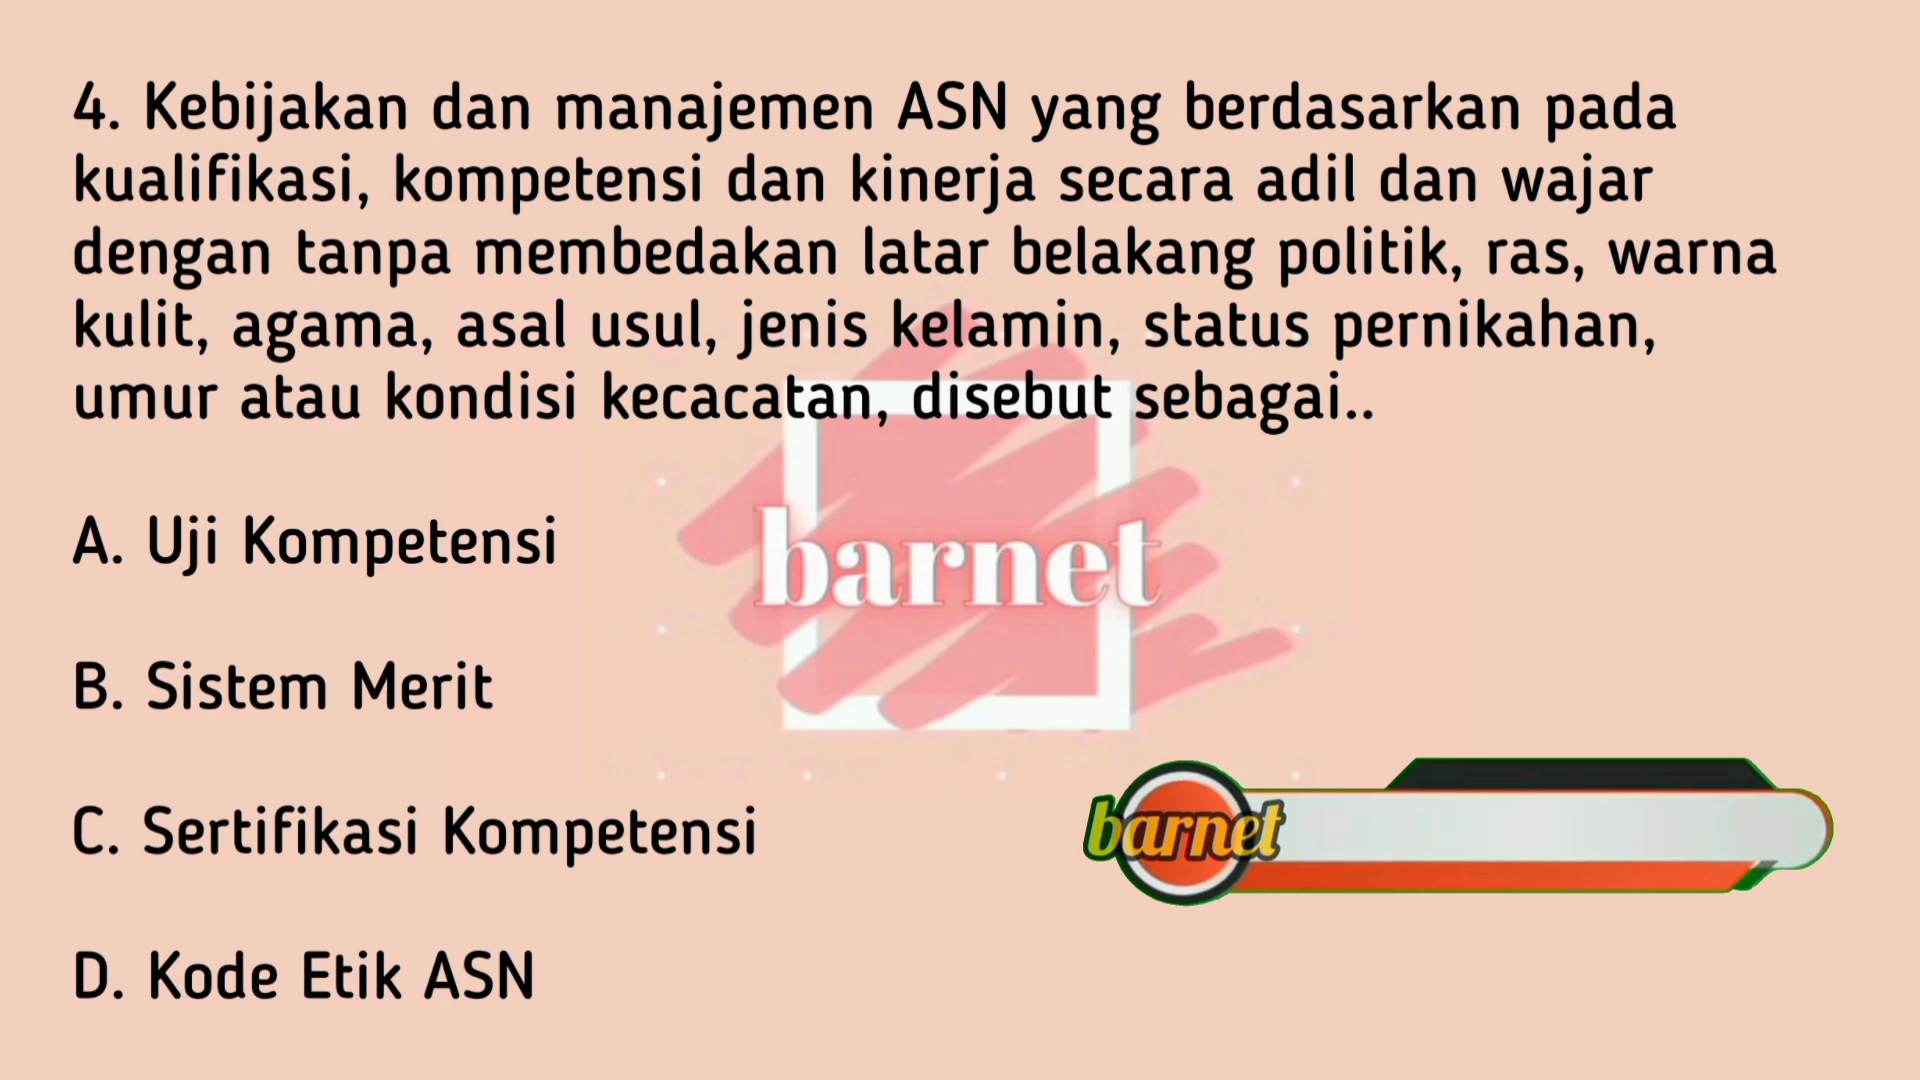 4. Kebijakan dan manajemen ASN yang berdasarkan pada
kualifikasi, kompetensi dan kinerja secara adil dan wajar
dengan tanpa membedakan latar belakang politik, ras, warna
kulit, agama, asal usul, jenis kelamin, status pernikahan,
umur atau kondisi kecacatan, disebut sebagai..
A. Uji Kompetensi
barnet
B. Sistem Merit
C. Sertifikasi Kompetensi
barnet
D. Kode Etik ASN